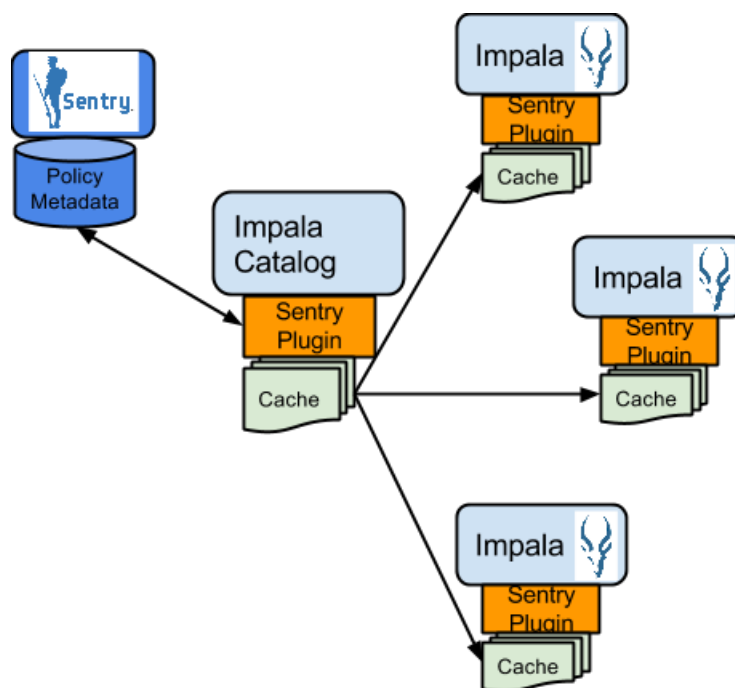 Sentry
Policy
Metadata
Impala
Catalog
Sentry
Plugin
Cache
Impala
Sentry
Plugin
Cache
Impala
Sentry
Plugin
Cache
Impala
Sentry
Plugin
Cache